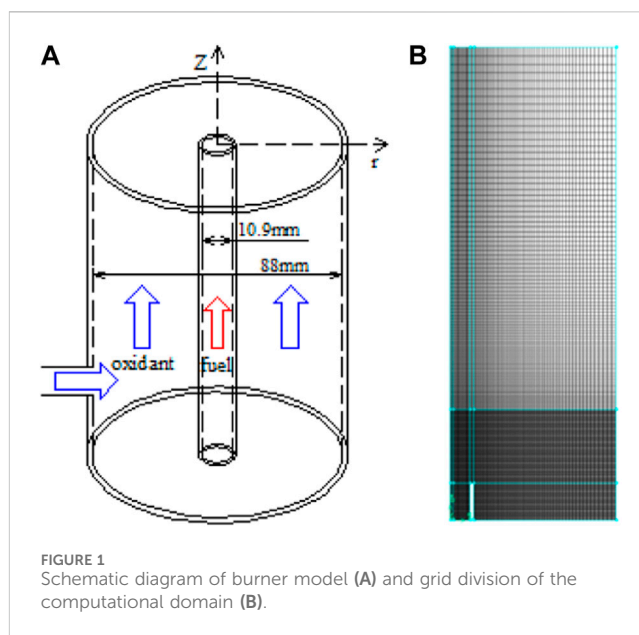 A
B
Z
r
10.9mm
88mm
oxidant
fuel
FIGURE 1
Schematic diagram of burner model (A) and grid division of the
computational domain (B).